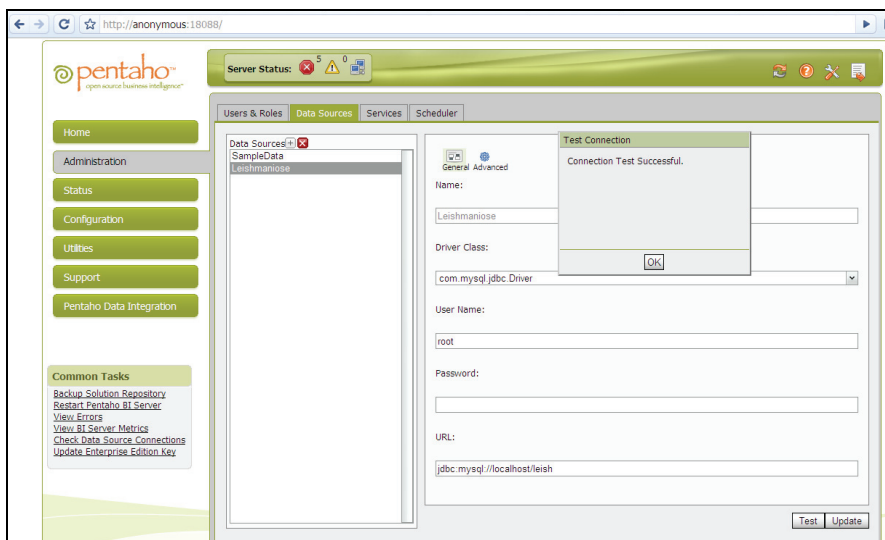 http://anonymous:18088/
pentaho™
open source business intelligence™
Server Status: 5 0
Users & Roles Data Sources Services Scheduler
Home
Administration
Status
Configuration
Utilities
Support
Pentaho Data Integration
Common Tasks
Backup Solution Repository
Restart Pentaho BI Server
View Errors
View BI Server Metrics
Check Data Source Connections
Update Enterprise Edition Key
Data Sources
SampleData
Leishmaniose
General Advanced
Name:
Leishmaniose
Driver Class:
com.mysql.jdbc.Driver
User Name:
root
Password:
URL:
jdbc:mysql://localhost/leish
Test Update
Test Connection
Connection Test Successful.
OK